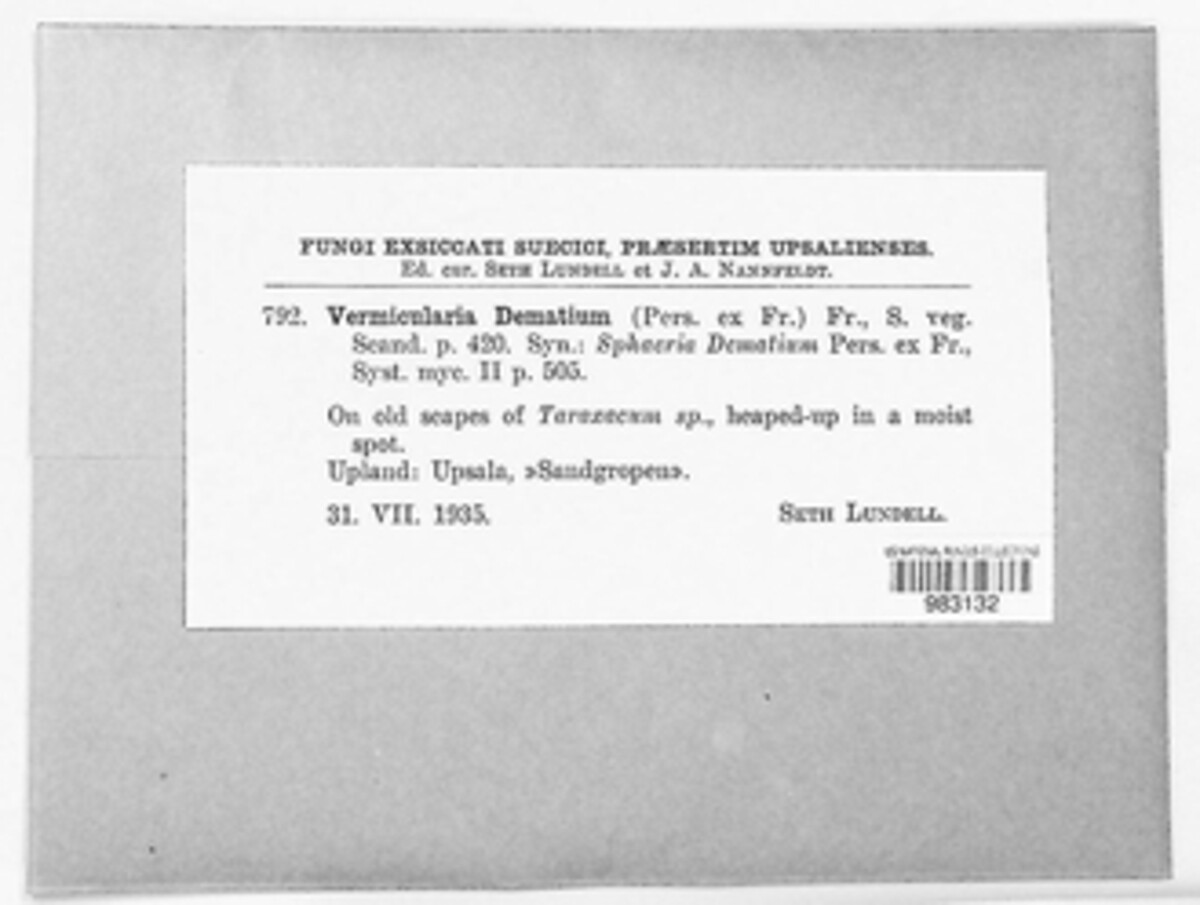 FUNGI EXSICCATI SUECICI, PRÆSERTIM UPSALIENSES.
Ed. cur. SETH LUNDELL et J. A. NANNFELDT.
792. Vermicularia Dematium (Pers. ex Fr.) Fr., S. veg.
Scand. p. 420. Syn.: Sphaeria Dematium Pers. ex Fr.,
Syst. myc. II p. 505.
On old scapes of Taraxacum sp., heaped-up in a moist
spot.
Upland: Upsala, »Sandgropen».
31. VII. 1935. SETH LUNDELL.
983132